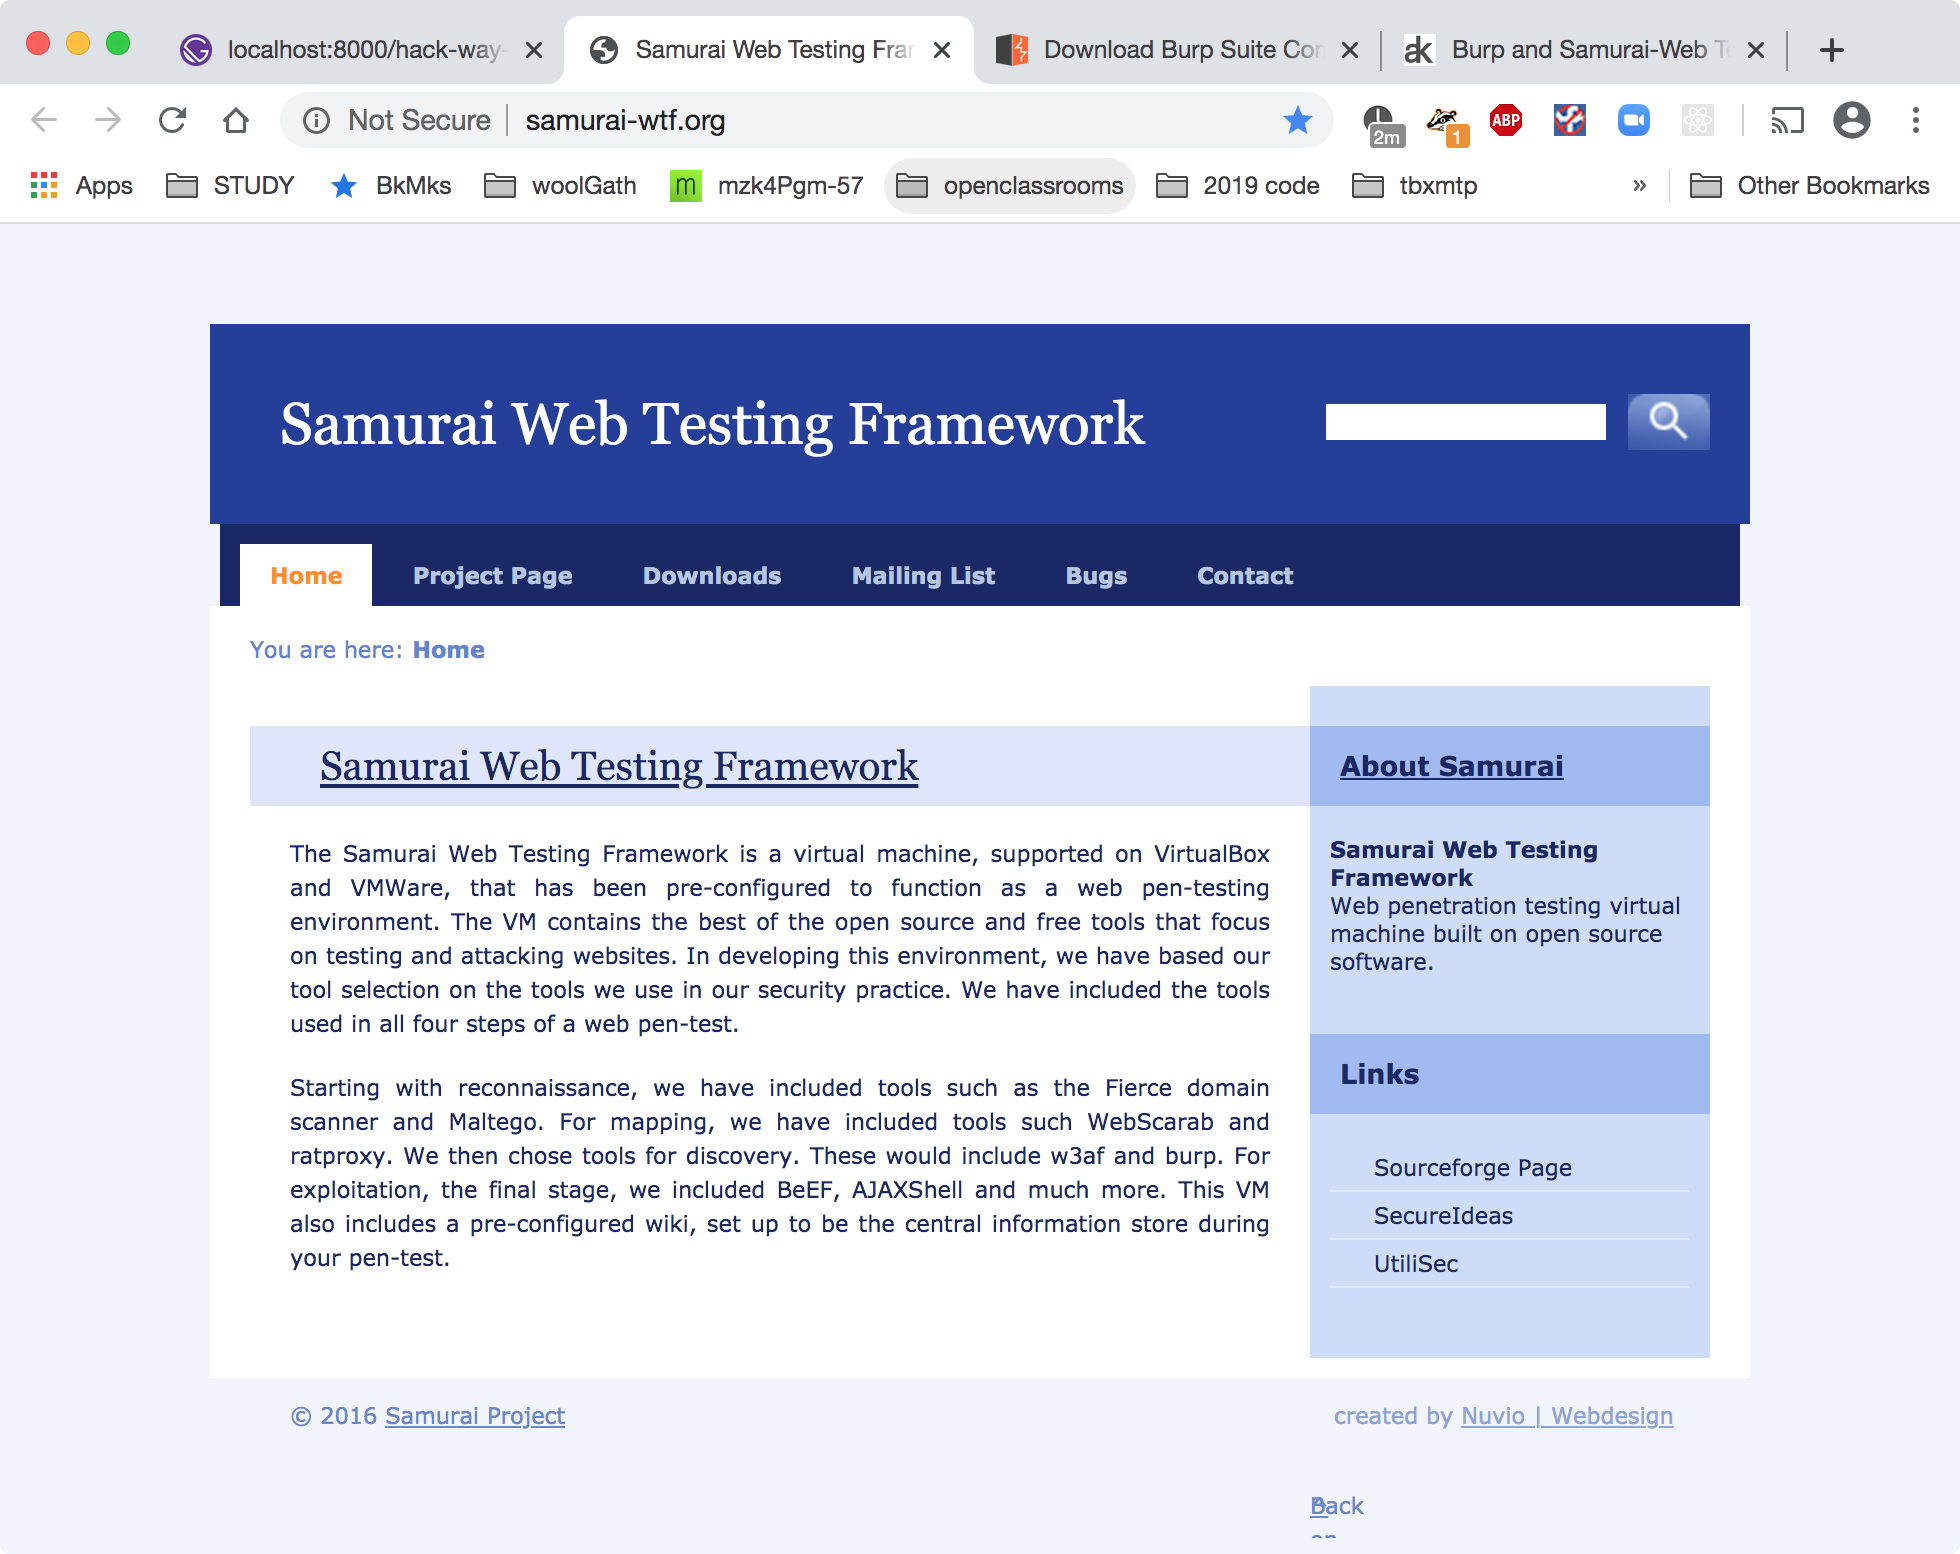 localhost:8000/hack-way-
Samurai Web Testing Fra
Download Burp Suite Co
Burp and Samurai-Web T
Not Secure
samurai-wtf.org
2m
1
ABP
Apps
STUDY
BkMks
woolGath
m
mzk4Pgm-57
openclassrooms
2019 code
tbxmtp
»
Other Bookmarks
Samurai Web Testing Framework
Home
Project Page
Downloads
Mailing List
Bugs
Contact
You are here: Home
Samurai Web Testing Framework
The Samurai Web Testing Framework is a virtual machine, supported on VirtualBox
and VMWare, that has been pre-configured to function as a web pen-testing
environment. The VM contains the best of the open source and free tools that focus
on testing and attacking websites. In developing this environment, we have based our
tool selection on the tools we use in our security practice. We have included the tools
used in all four steps of a web pen-test.
Starting with reconnaissance, we have included tools such as the Fierce domain
scanner and Maltego. For mapping, we have included tools such WebScarab and
ratproxy. We then chose tools for discovery. These would include w3af and burp. For
exploitation, the final stage, we included BeEF, AJAXShell and much more. This VM
also includes a pre-configured wiki, set up to be the central information store during
your pen-test.
About Samurai
Samurai Web Testing
Framework
Web penetration testing virtual
machine built on open source
software.
Links
Sourceforge Page
SecureIdeas
UtiliSec
© 2016 Samurai Project
created by Nuvio | Webdesign
Back